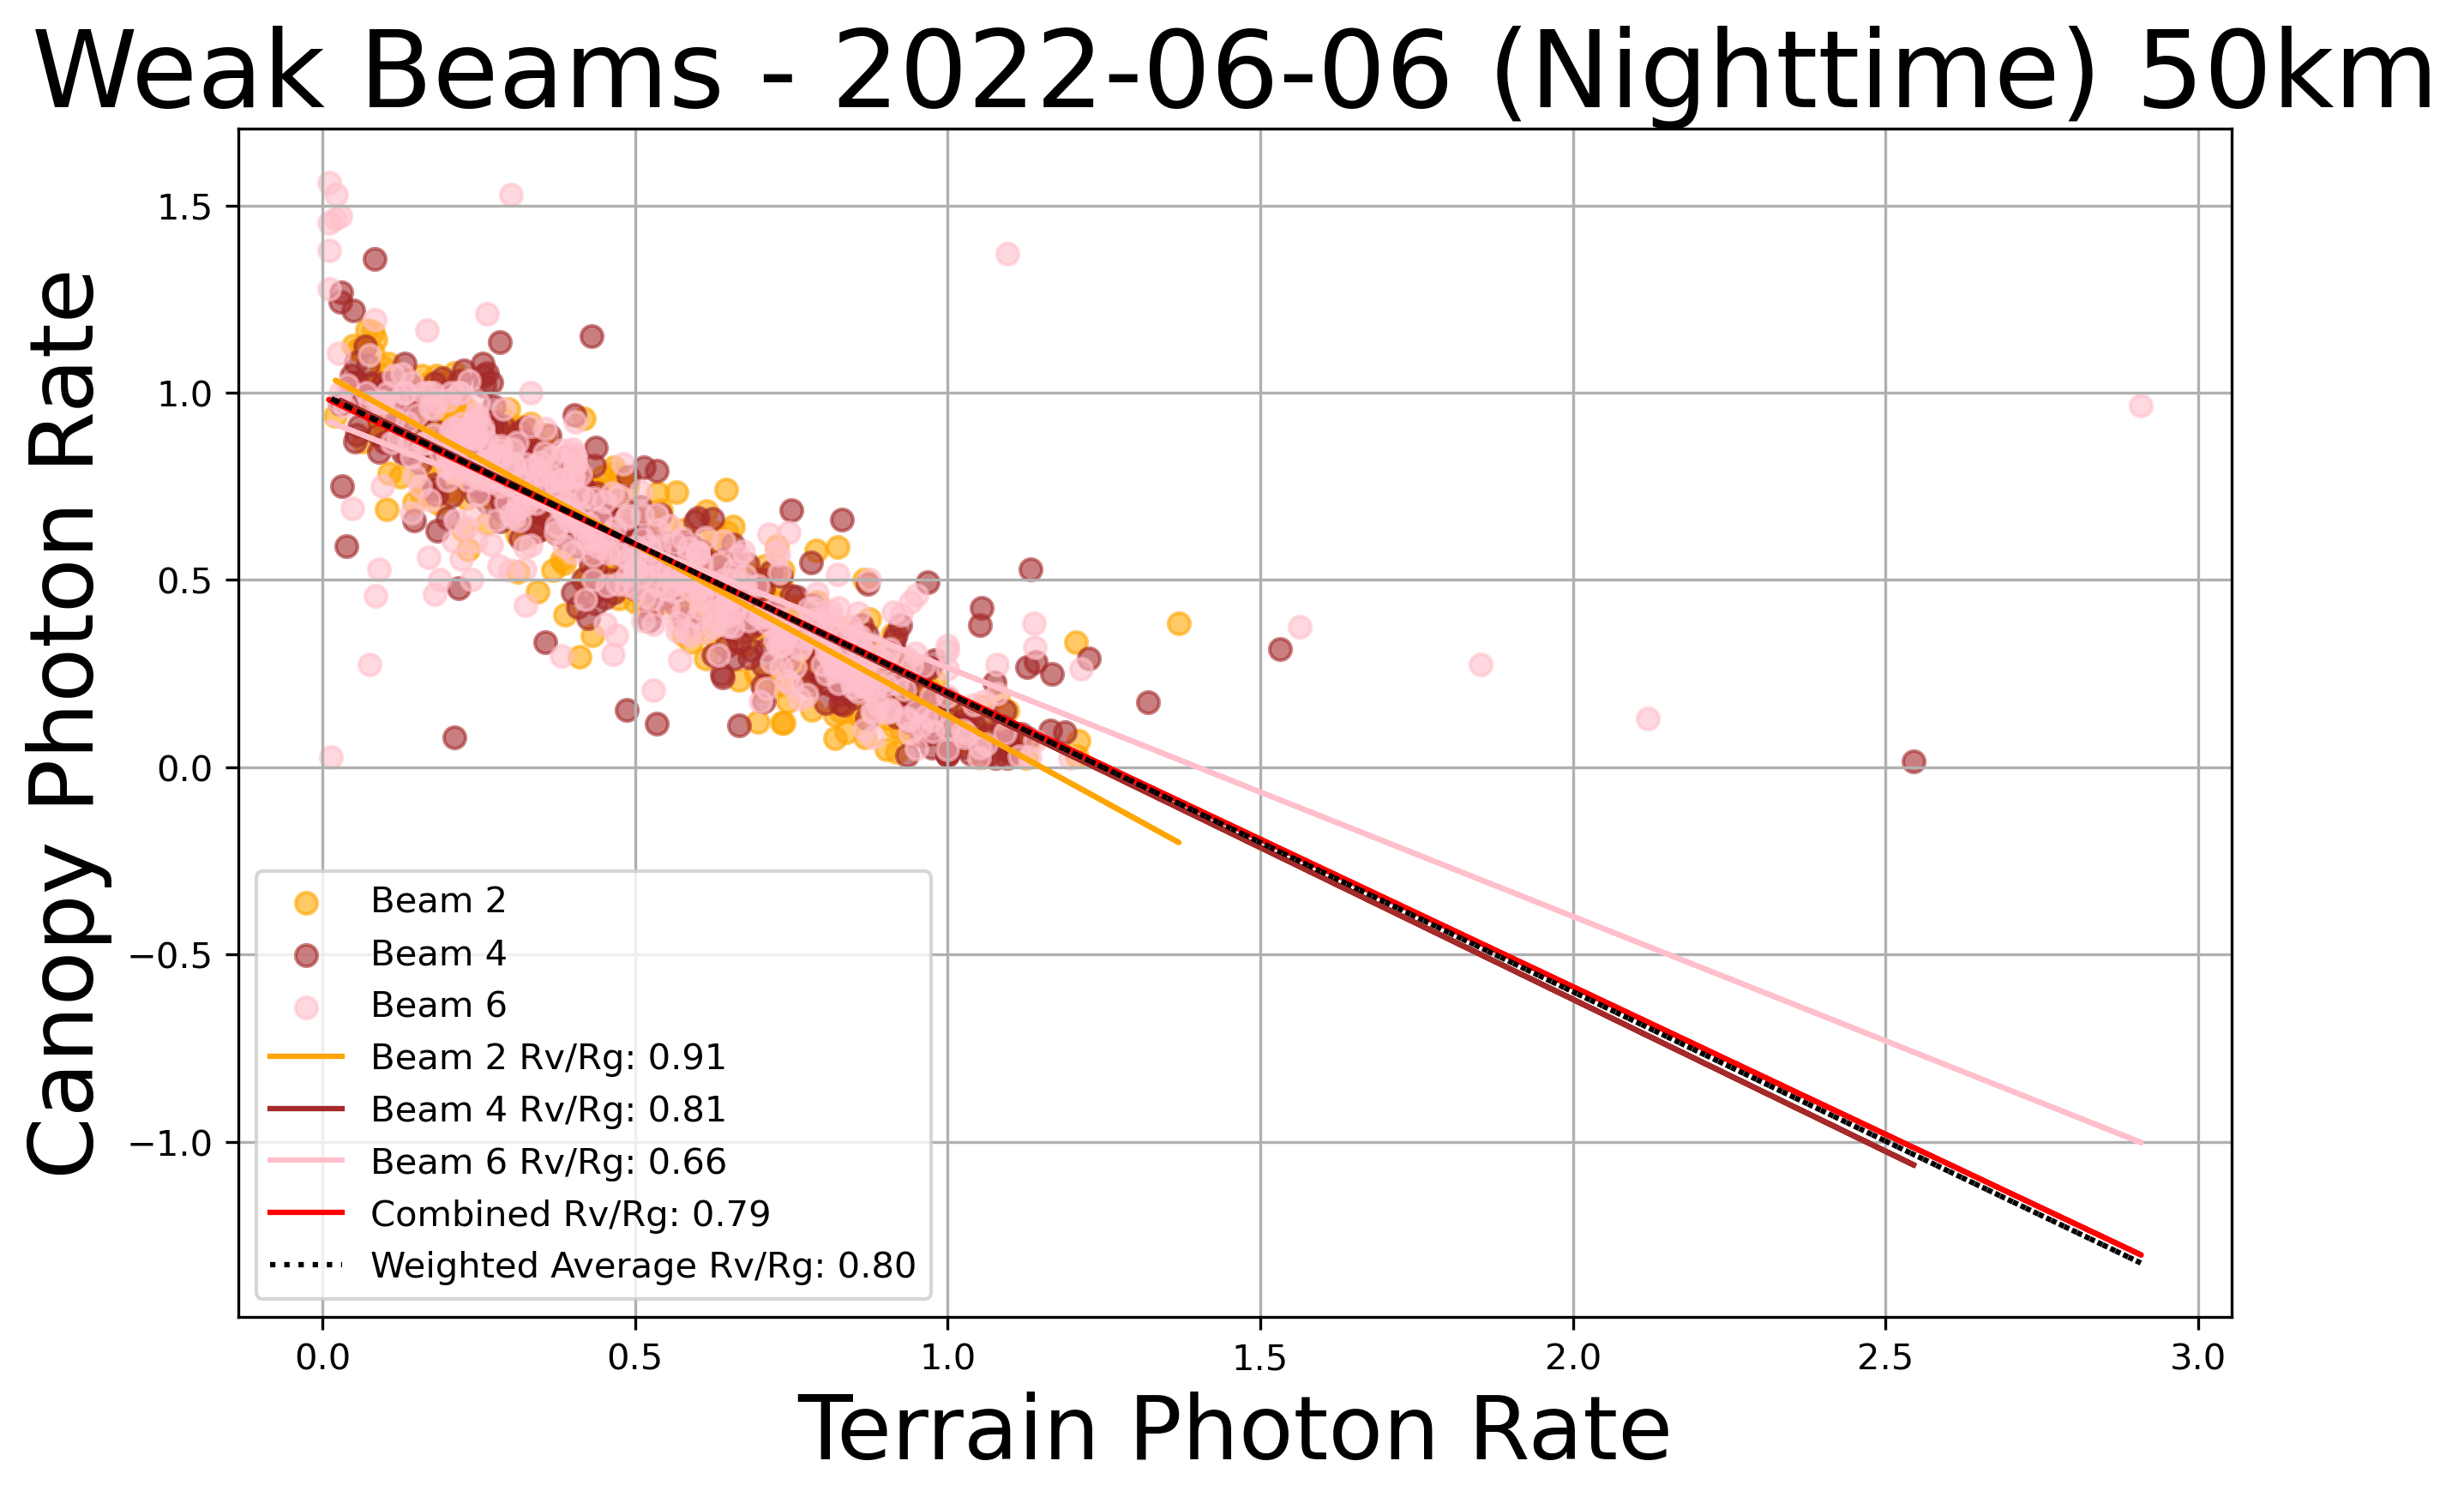 Weak Beams - 2022-06-06 (Nighttime) 50km
Canopy Photon Rate
1.5
1.0
0.5
0.0
−0.5
−1.0
Beam 2
Beam 4
Beam 6
Beam 2 Rv/Rg: 0.91
Beam 4 Rv/Rg: 0.81
Beam 6 Rv/Rg: 0.66
Combined Rv/Rg: 0.79
Weighted Average Rv/Rg: 0.80
0.0 0.5 1.0 1.5 2.0 2.5 3.0
Terrain Photon Rate